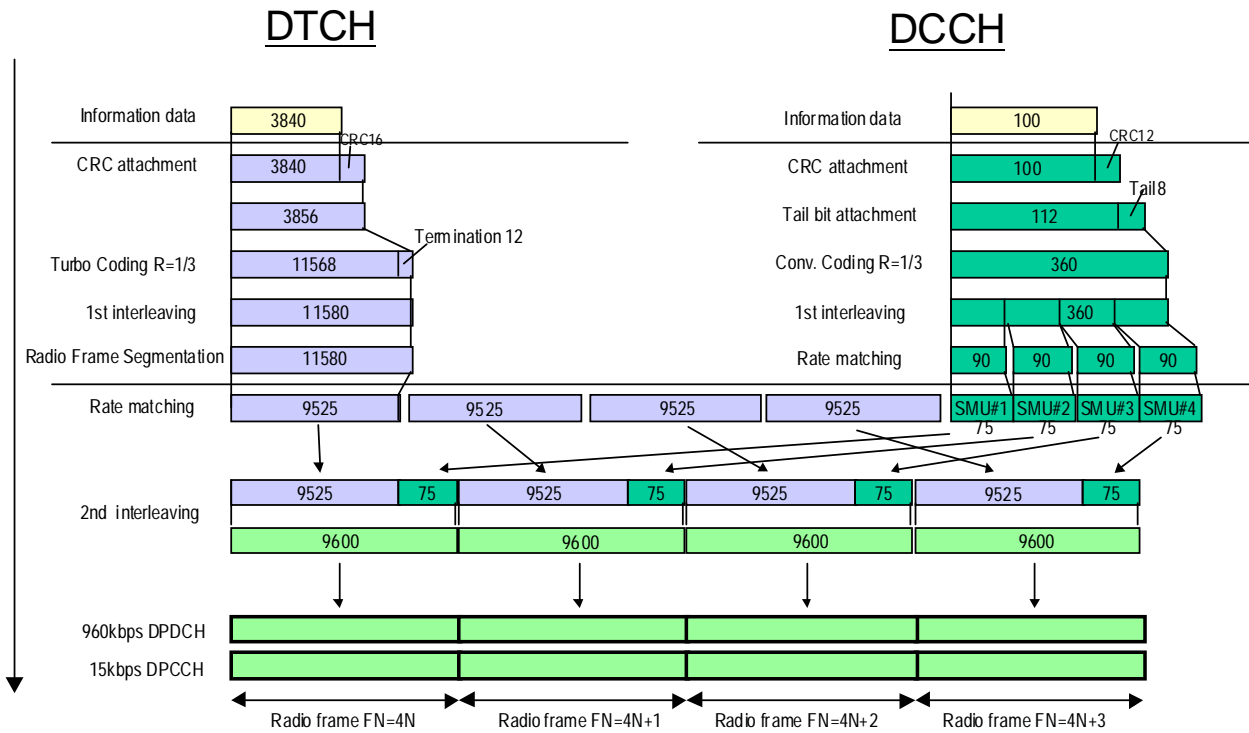 DTCH
DCCH
Information data 3840 Information data 100
CRC16 CRC12
CRC attachment 3840 CRC attachment 100
Tail8
3856 Tail bit attachment 112
Termination 12
Turbo Coding R=1/3 11568 Conv. Coding R=1/3 360
1st interleaving 11580 1st interleaving 360
Radio Frame Segmentation 11580 Rate matching 90 90 90 90
Rate matching 9525 9525 9525 9525 SMU#1 SMU#2 SMU#3 SMU#4
75 75 75 75
9525 75 9525 75 9525 75 9525 75
2nd interleaving
9600 9600 9600 9600
960kbps DPDCH
15kbps DPCCH
Radio frame FN=4N Radio frame FN=4N+1 Radio frame FN=4N+2 Radio frame FN=4N+3